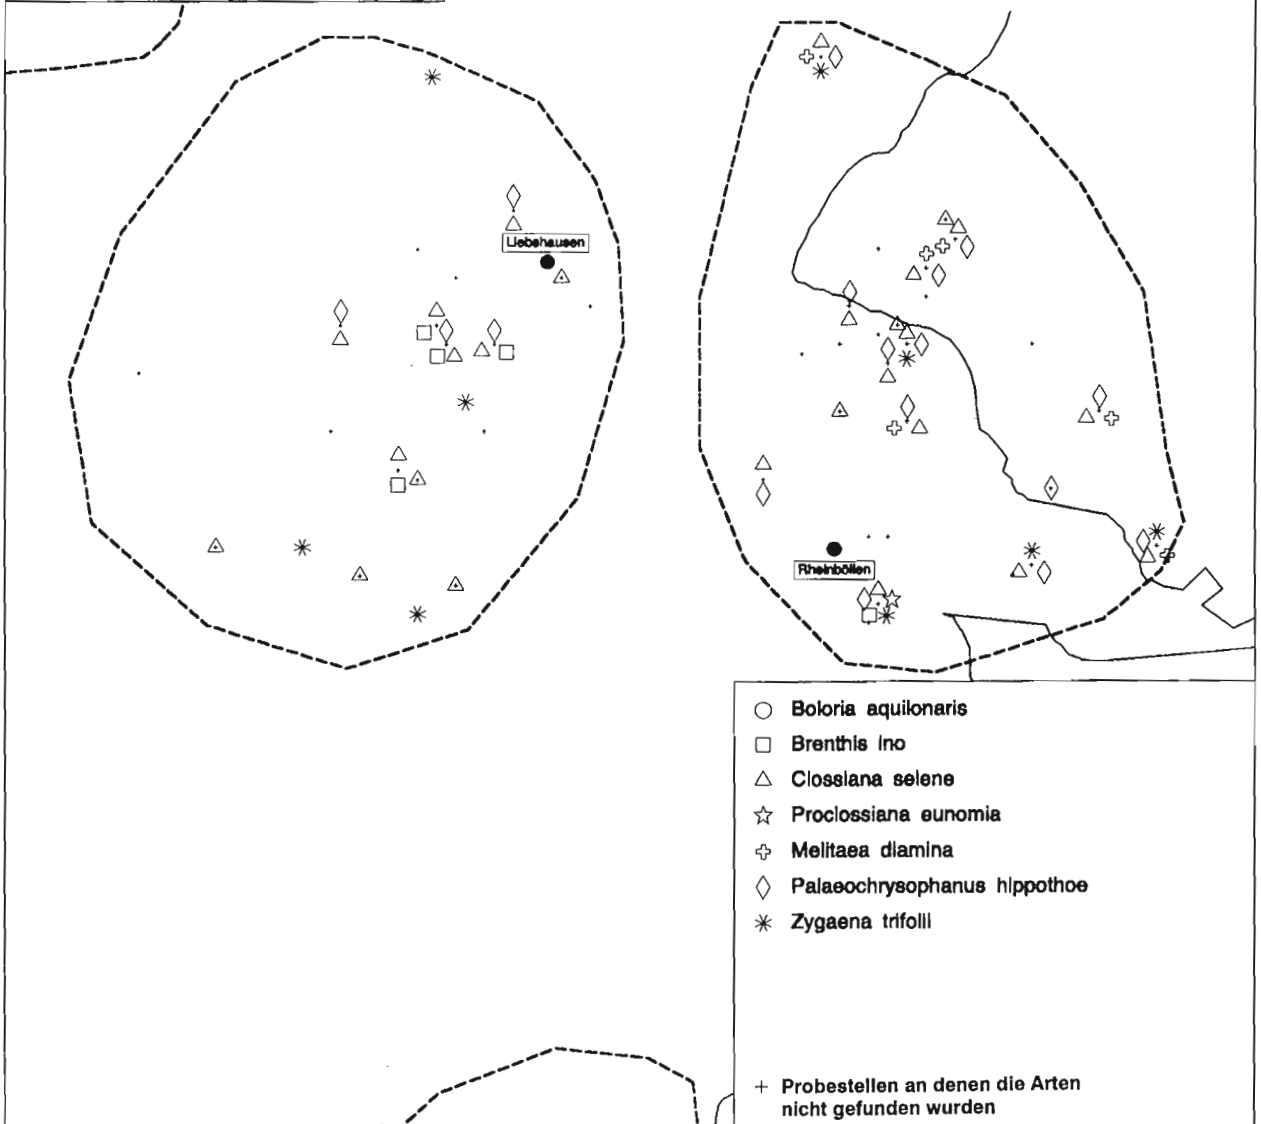 Liebshausen
Rheinböllen
Boloria aquilonaris
Brenthis ino
Clossiana selene
Proclossiana eunomia
Melitaea diamina
Palaeochrysophanus hippothoe
Zygaena trifolii
+ Probestellen an denen die Arten
nicht gefunden wurden